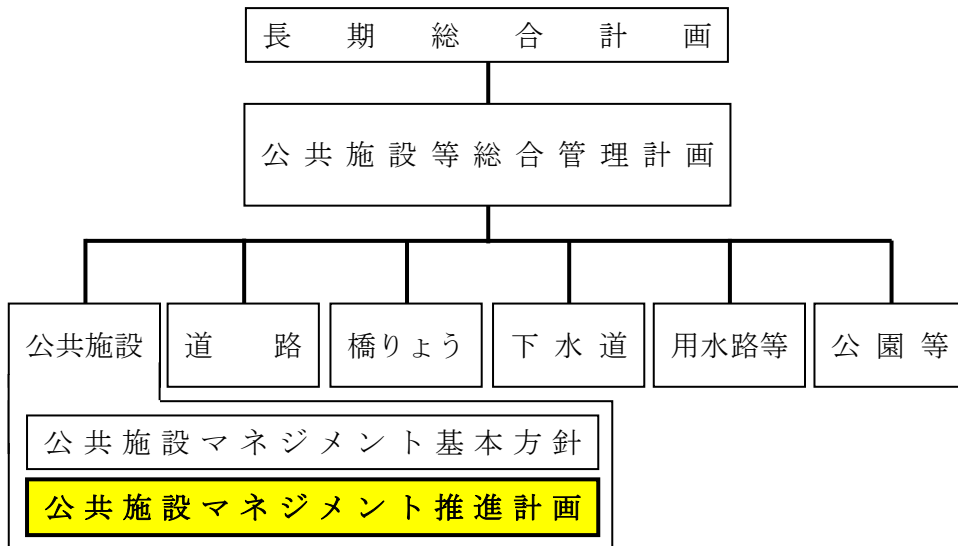 長期総合計画
公共施設等総合管理計画
公共施設
道路
橋りょう
下水道
用水路等
公園等
公共施設マネジメント基本方針
公共施設マネジメント推進計画